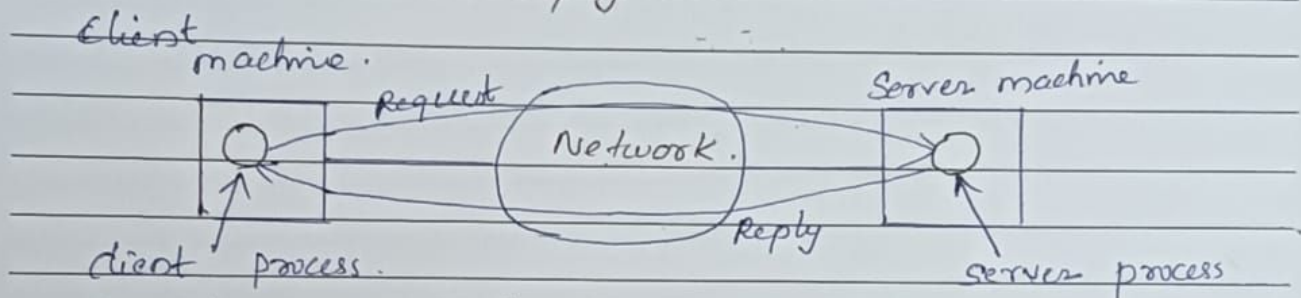 Client
machine.
Server machine
Request
Network.
Reply
client process.
server process